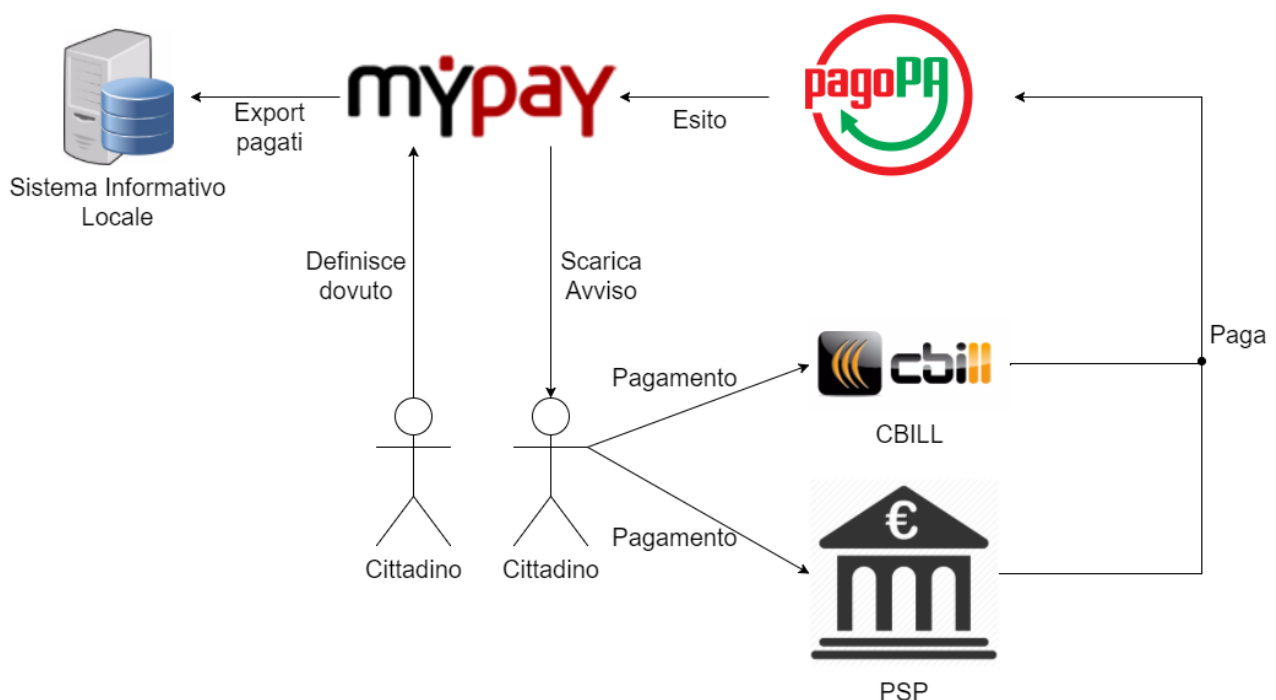 mypay
pagoPA
Export
pagati
Esito
Sistema Informativo
Locale
Definisce
dovuto
Scarica
Avviso
Paga
Pagamento
cbill
CBILL
€
Pagamento
Cittadino
Cittadino
PSP